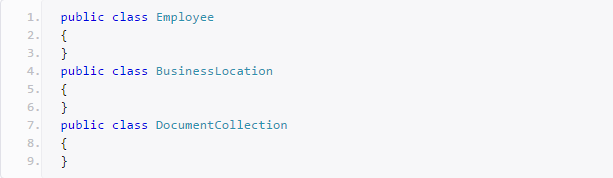 1. public class Employee
2. {
3. }
4. public class BusinessLocation
5. {
6. }
7. public class DocumentCollection
8. {
9. }